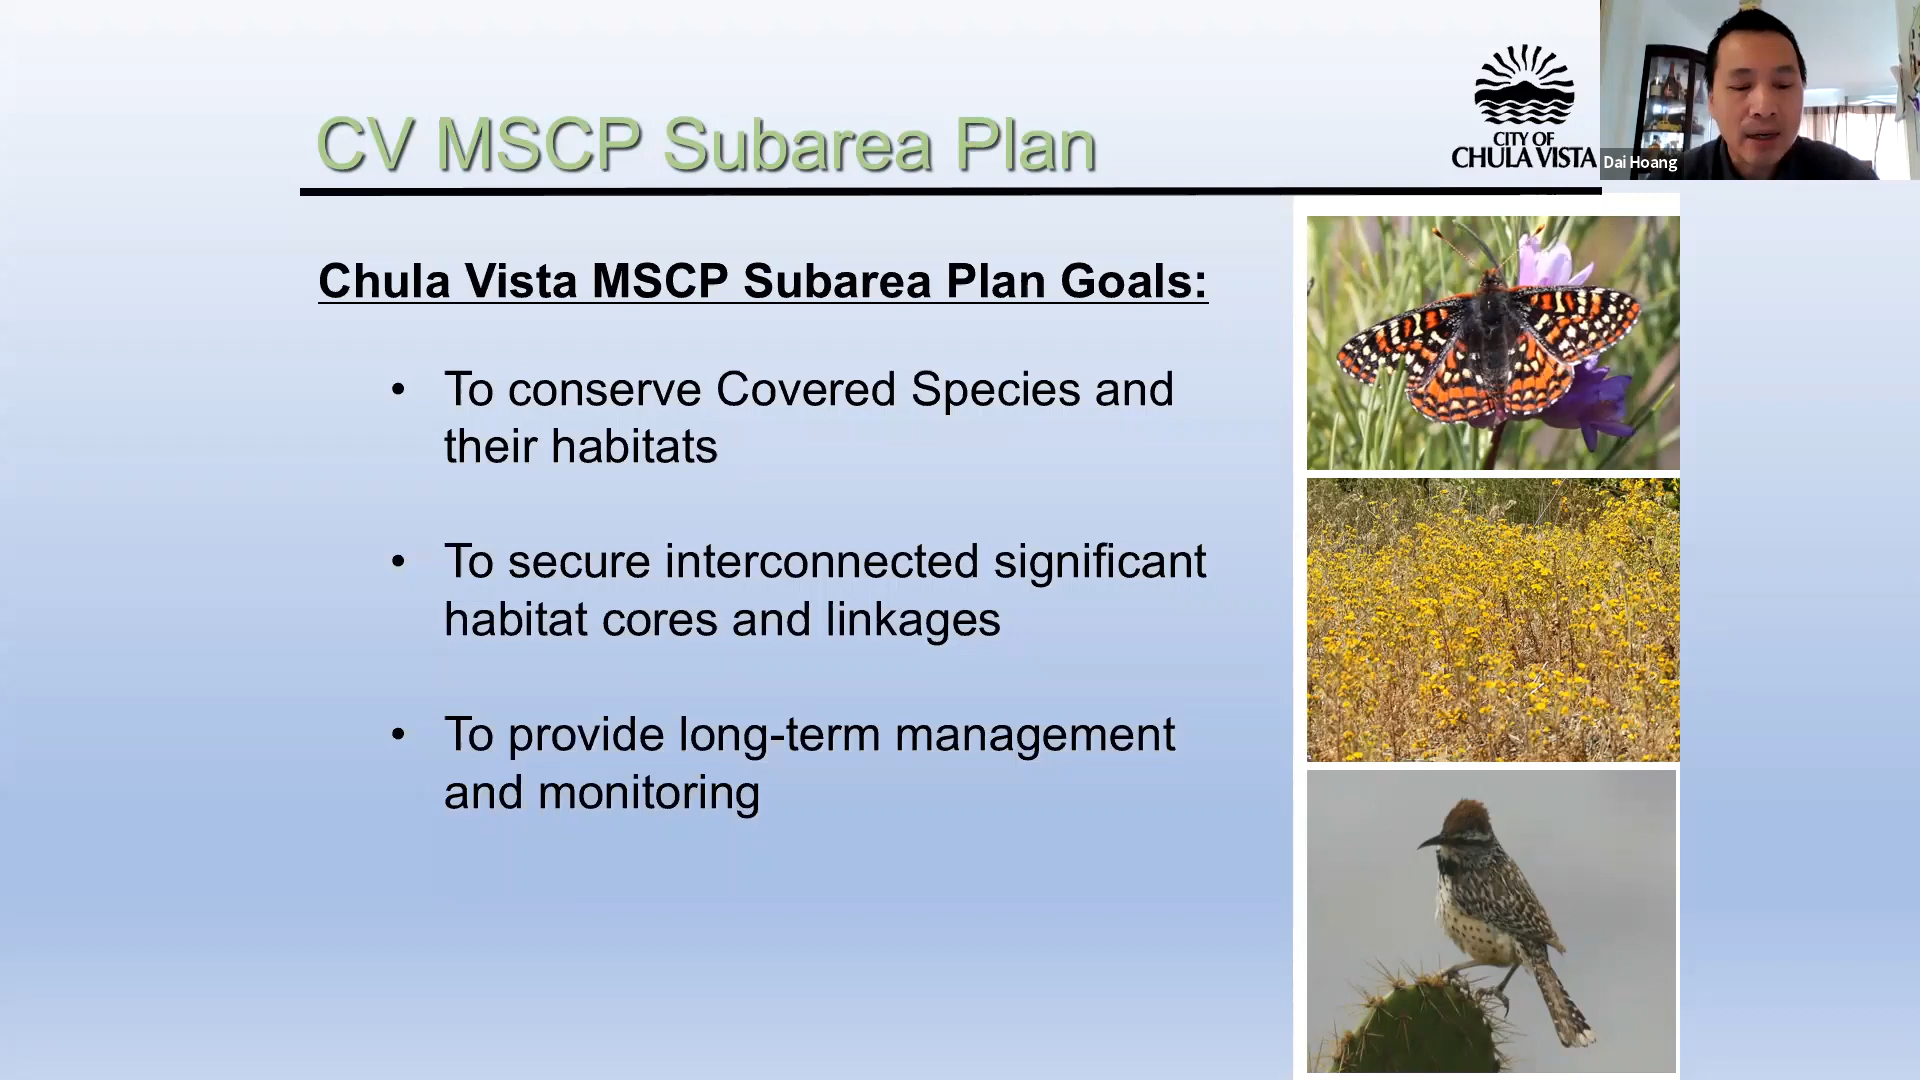 CV MSCP Subarea Plan
CITY OF
CHULA VISTA
Dai Hoang
Chula Vista MSCP Subarea Plan Goals:
• To conserve Covered Species and
their habitats
• To secure interconnected significant
habitat cores and linkages
• To provide long-term management
and monitoring